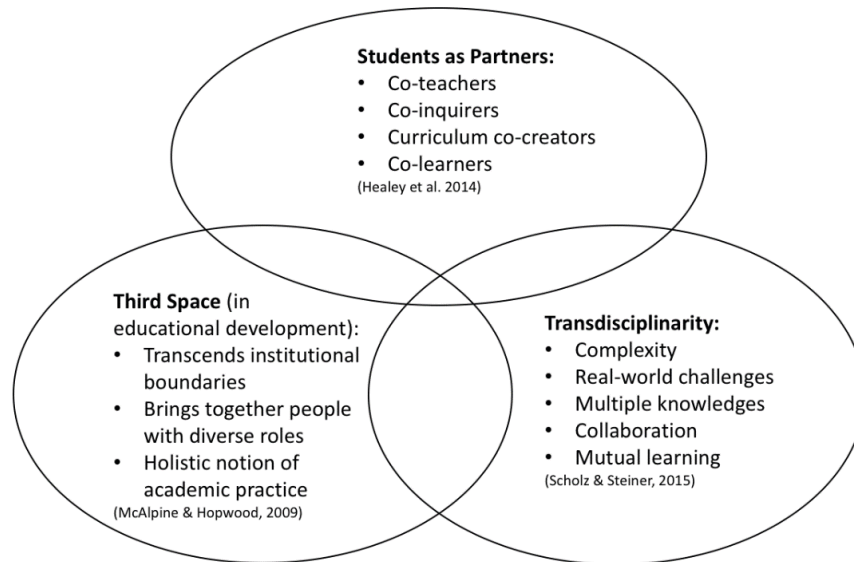 Students as Partners:
• Co-teachers
• Co-inquirers
• Curriculum co-creators
• Co-learners
(Healey et al. 2014)
Third Space (in
educational development):
• Transcends institutional
boundaries
• Brings together people
with diverse roles
• Holistic notion of
academic practice
(McAlpine & Hopwood, 2009)
Transdisciplinarity:
• Complexity
• Real-world challenges
• Multiple knowledges
• Collaboration
• Mutual learning
(Scholz & Steiner, 2015)